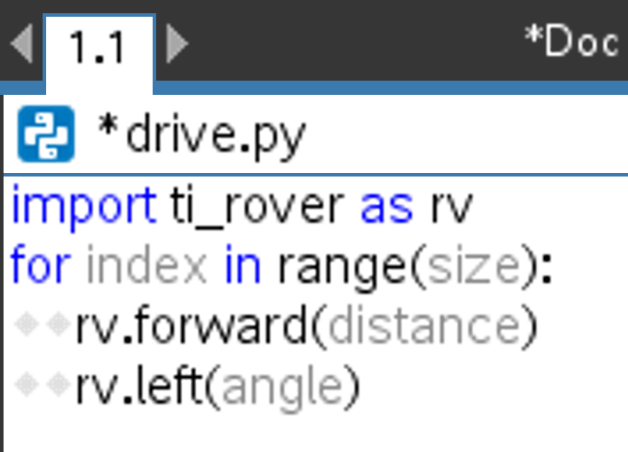 1.1
*Doc
*drive.py
import ti_rover as rv
for index in range(size):
rv.forward(distance)
rv.left(angle)